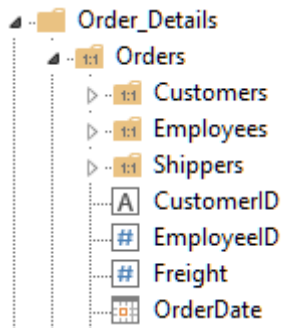 Order_Details
1:1 Orders
1:1 Customers
1:1 Employees
1:1 Shippers
A CustomerID
# EmployeeID
# Freight
OrderDate